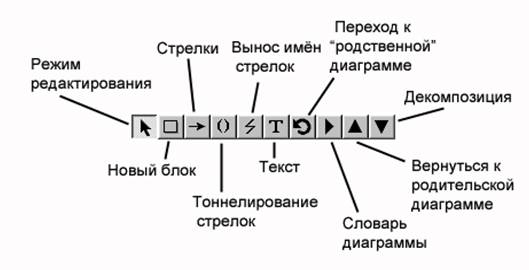 Режим
редактирования
Стрелки
Вынос имён
стрелок
Переход к
“родственной”
диаграмме
Декомпозиция
T
Новый блок
Тоннелирование
стрелок
Текст
Словарь
диаграммы
Вернуться к
родительской
диаграмме